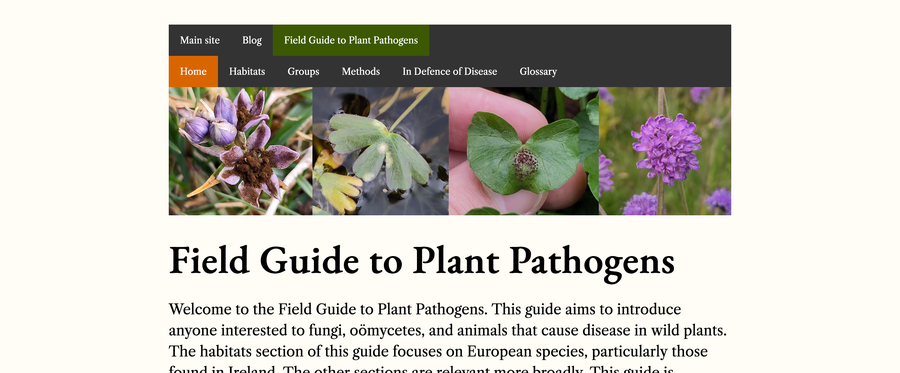 Main site Blog Field Guide to Plant Pathogens
Home Habitats Groups Methods In Defence of Disease Glossary
Field Guide to Plant Pathogens
Welcome to the Field Guide to Plant Pathogens. This guide aims to introduce
anyone interested to fungi, oömycetes, and animals that cause disease in wild plants.
The habitats section of this guide focuses on European species, particularly those
found in Ireland. The other sections are relevant more broadly. This guide is